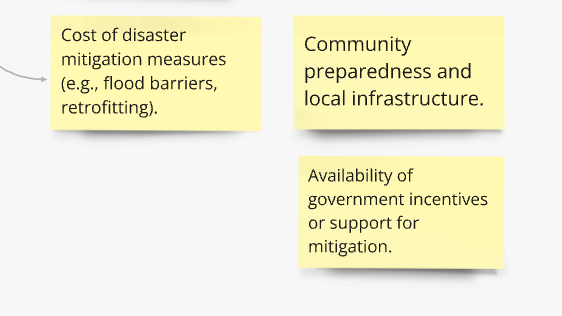 Cost of disaster
mitigation measures
(e.g., flood barriers,
retrofitting).
Community
preparedness and
local infrastructure.
Availability of
government incentives
or support for
mitigation.